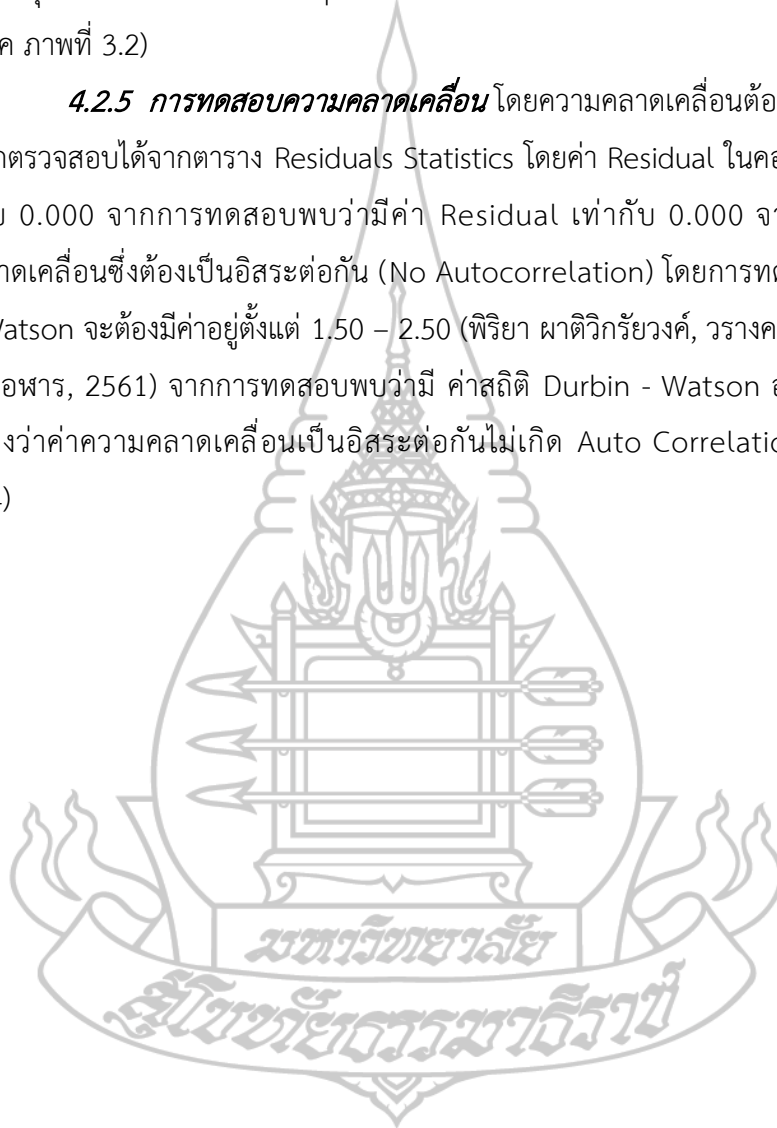 ค ภาพที่ 3.2)
4.2.5 การทดสอบความคลาดเคลื่อน โดยความคลาดเคลื่อนต้อ
ตรวจสอบได้จากตาราง Residuals Statistics โดยค่า Residual ในคอ
0.000 จากการทดสอบพบว่ามีค่า Residual เท่ากับ 0.000 จา
าดเคลื่อนซึ่งต้องเป็นอิสระต่อกัน (No Autocorrelation) โดยการทด
Watson จะต้องมีค่าอยู่ตั้งแต่ 1.50 – 2.50 (พิริยา ผาติวิกรัยวงค์, วรางค
อฬาร, 2561) จากการทดสอบพบว่ามี ค่าสถิติ Durbin - Watson อ
งว่าค่าความคลาดเคลื่อนเป็นอิสระต่อกันไม่เกิด Auto Correlatio
มหาวิทยาลัย
สุโขทัยธรรมาธิราช